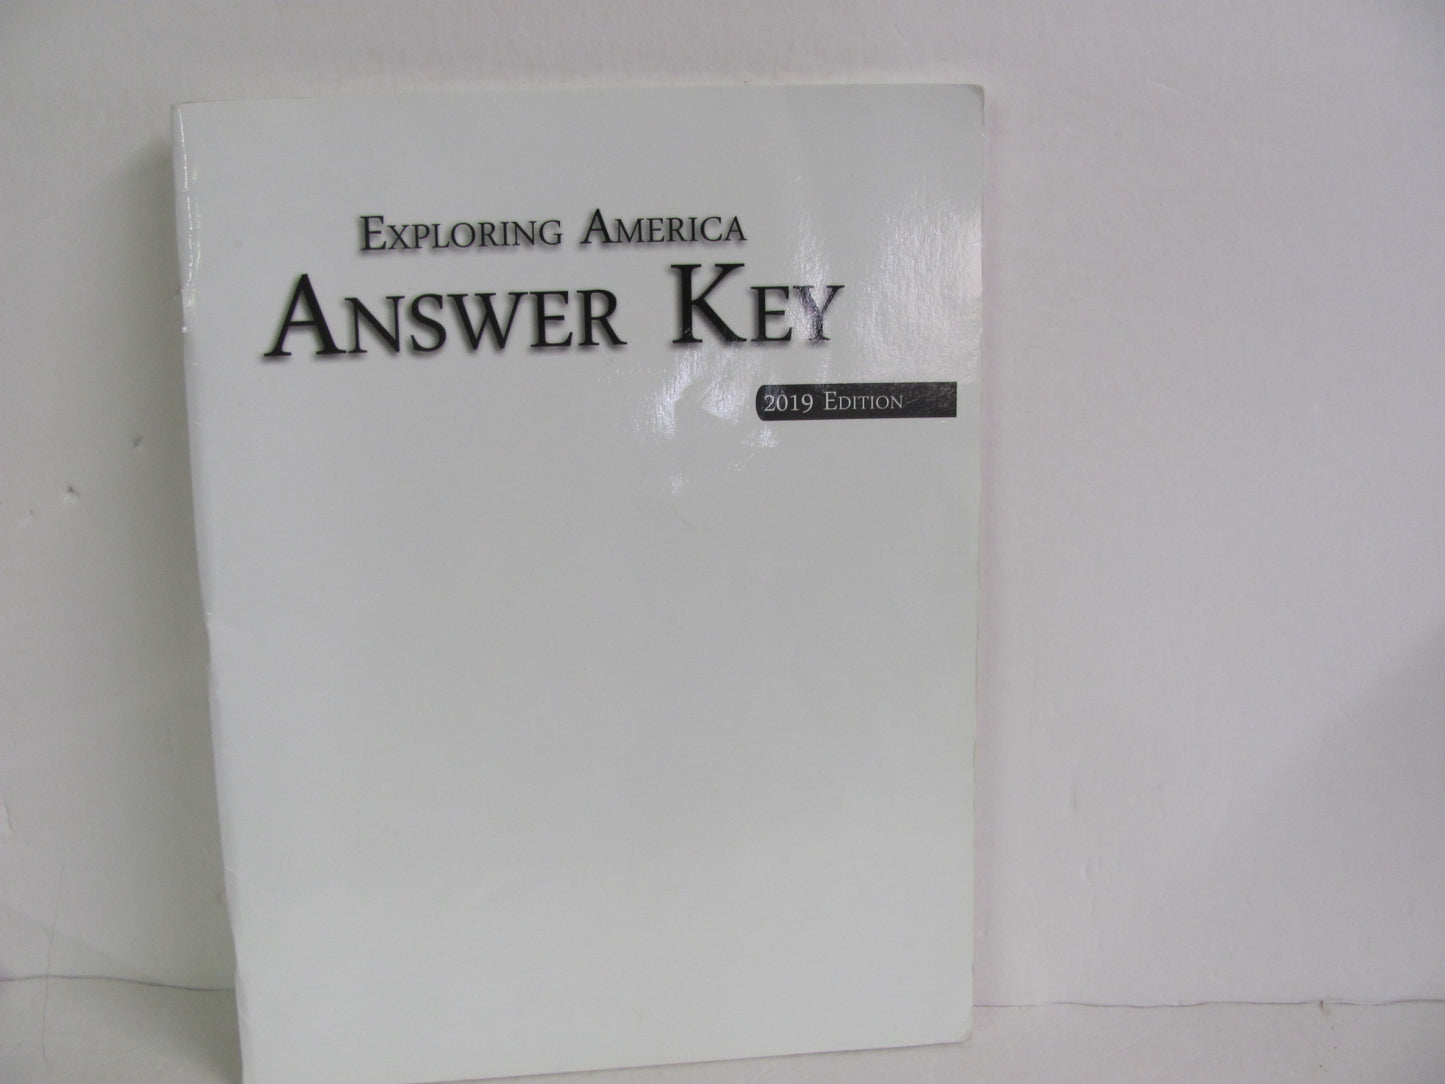 Exploring America
Answer Key
2019 Edition